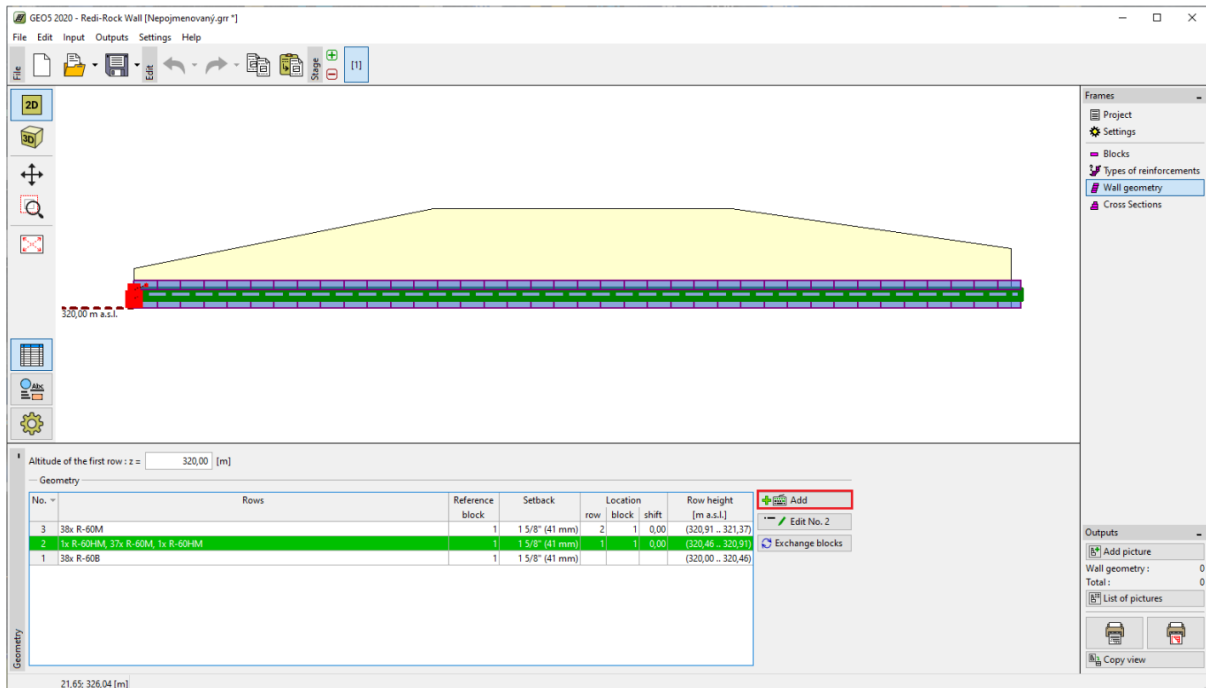 GEO5 2020 - Redi-Rock Wall [Nepojmenovaný.grr *]
File Edit Input Outputs Settings Help
File
Edit
Stage
[1]
2D
3D
320,00 m a.s.l.
Abc
Frames
Project
Settings
Blocks
Types of reinforcements
Wall geometry
Cross Sections
Geometry
Altitude of the first row : z = 320,00 [m]
Geometry
No. Rows Reference block Setback Location row block shift Row height [m a.s.l.]
3 38x R-60M 1 1 5/8" (41 mm) 2 1 0,00 (320,91 .. 321,37)
2 1x R-60HM, 37x R-60M, 1x R-60HM 1 1 5/8" (41 mm) 1 1 0,00 (320,46 .. 320,91)
1 38x R-60B 1 1 5/8" (41 mm) (320,00 .. 320,46)
Add
Edit No. 2
Exchange blocks
Outputs
Add picture
Wall geometry : 0
Total : 0
List of pictures
Copy view
21,65; 326,04 [m]